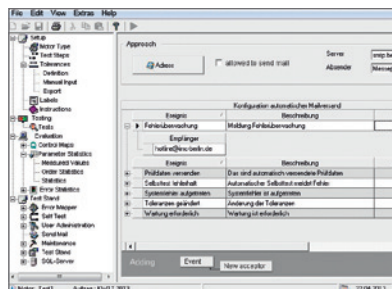 File Edit View Extras Help
Setup
Motor Type
Test Steps
Tolerances
Definition
Manual Input
Export
Labels
Instructions
Testing
Tests
Evaluation
Control Maps
Parameter Statistics
Measured Values
Order Statistics
Statistics
Error Statistics
Test Stand
Error Mapper
Self Test
User Administration
Send Mail
Maintenance
Test Stand
SQL-Server
Approach
Adress
allowed to send mail
Server
Absender
Konfiguration automatischer Mailversand
Ereignis Beschreibung
Fehlerüberwachung Meldung Fehlerüberwachung
Empfänger
Ereignis Beschreibung
Prüfdaten versenden Das sind automatisch versendete Prüfdaten
Selbsttest fehlerhaft Automatischer Selbsttest meldet Fehler
Systemfehler aufgetreten Systemfehler ist aufgetreten
Toleranzen geändert Änderung der Toleranzen
Wartung erforderlich Wartung ist erforderlich
Adding Event New acceptor